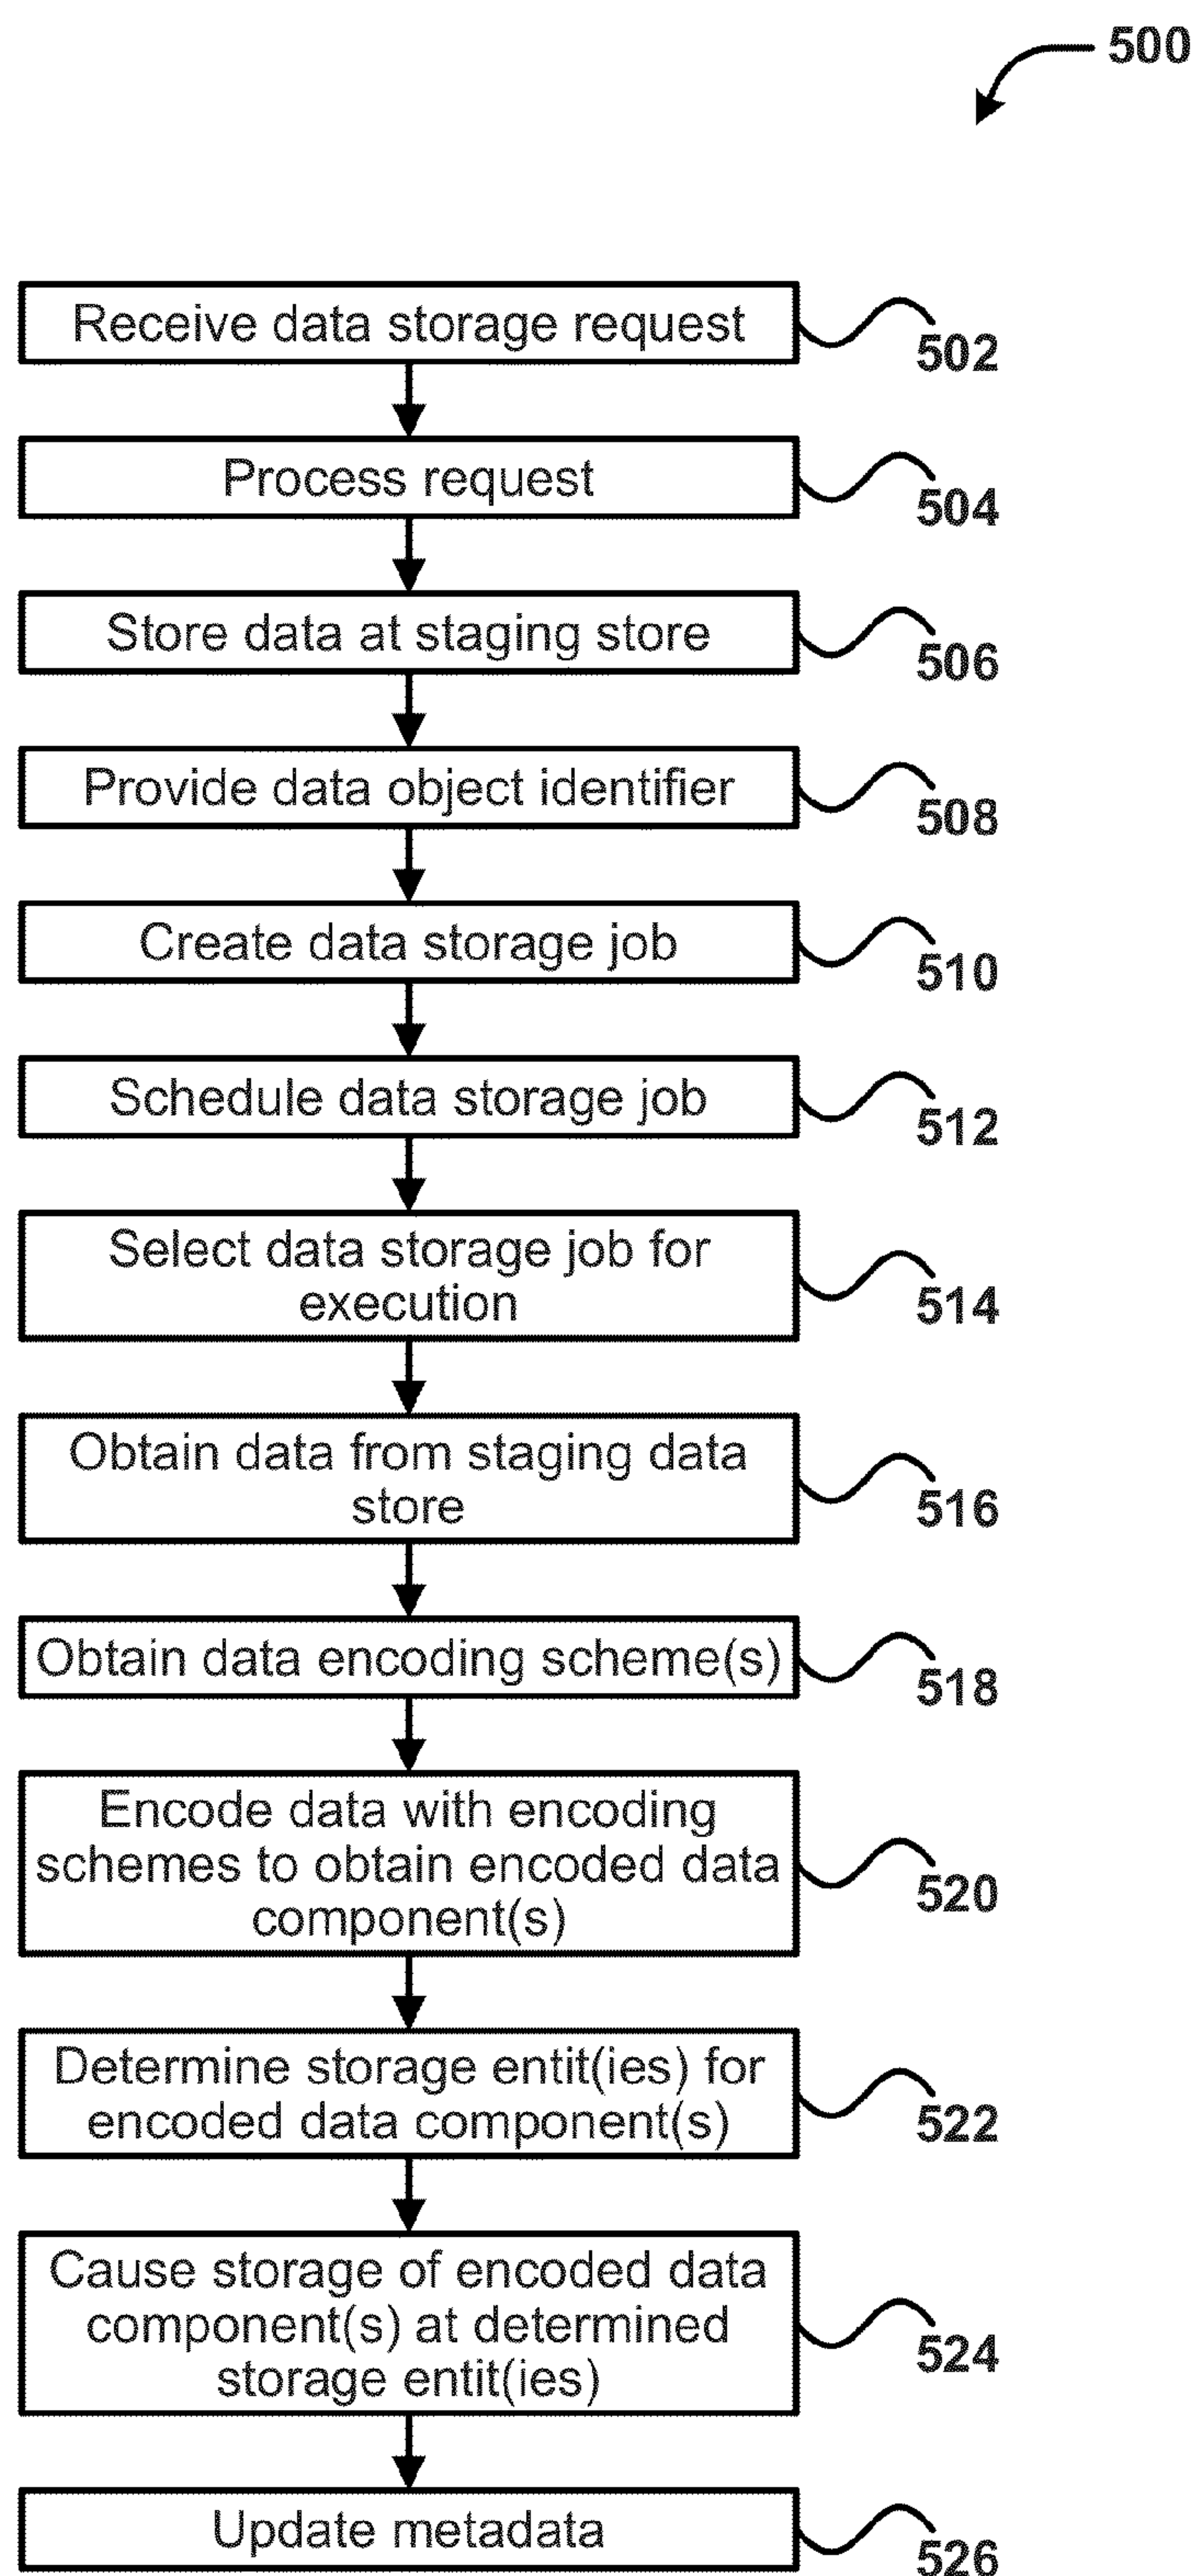 500
Receive data storage request
502
Process request
504
Store data at staging store
506
Provide data object identifier
508
Create data storage job
510
Schedule data storage job
512
Select data storage job for
execution
514
Obtain data from staging data
store
516
Obtain data encoding scheme(s)
518
Encode data with encoding
schemes to obtain encoded data
component(s)
520
Determine storage entit(ies) for
encoded data component(s)
522
Cause storage of encoded data
component(s) at determined
storage entit(ies)
524
Update metadata
526